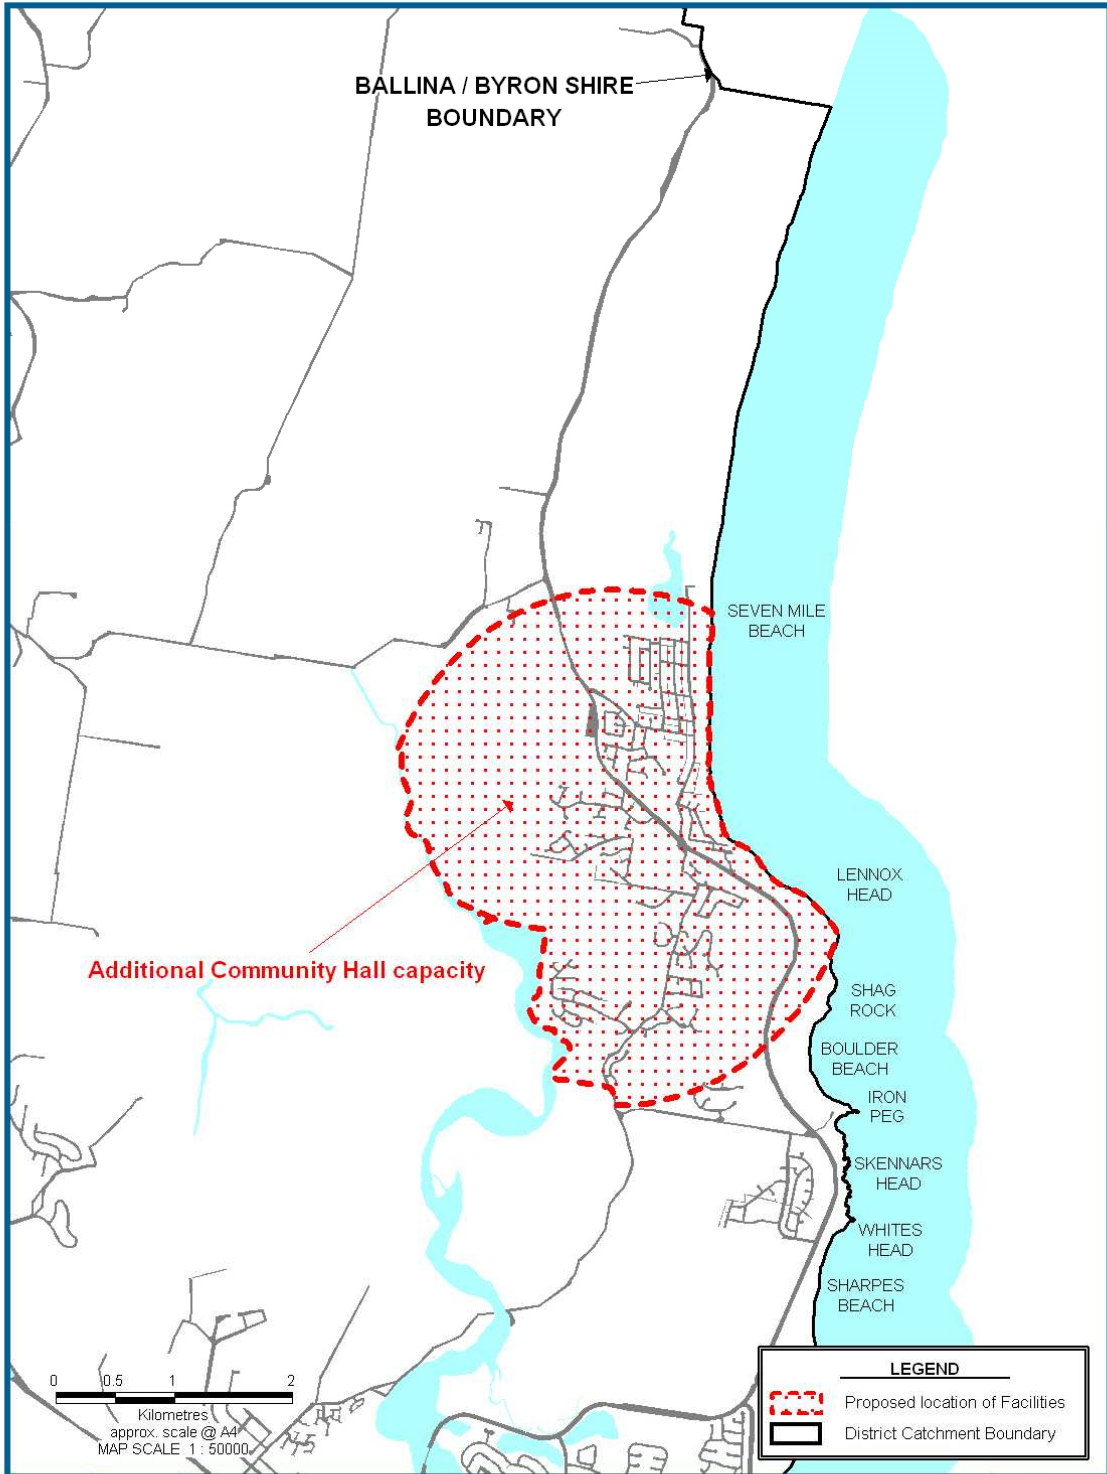 BALLINA / BYRON SHIRE
BOUNDARY
SEVEN MILE
BEACH
LENNOX
HEAD
Additional Community Hall capacity
SHAG
ROCK
BOULDER
BEACH
IRON
PEG
SKENNARS
HEAD
WHITES
HEAD
SHARPES
BEACH
0 0.5 1 2
Kilometres
approx. scale @ A4
MAP SCALE 1 : 50000
LEGEND
Proposed location of Facilities
District Catchment Boundary